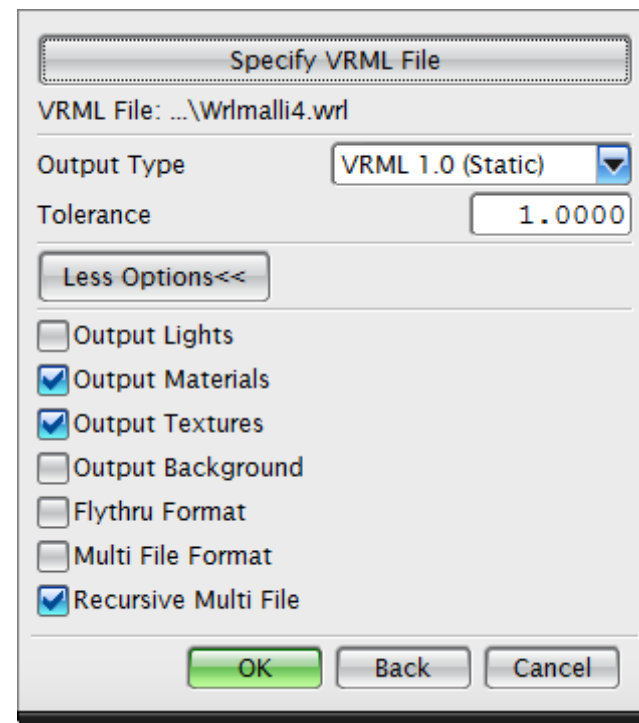 Specify VRML File
VRML File: ...\Wrlmalli4.wrl
Output Type VRML 1.0 (Static)
Tolerance 1.0000
Less Options<<
Output Lights
Output Materials
Output Textures
Output Background
Flythru Format
Multi File Format
Recursive Multi File
OK Back Cancel